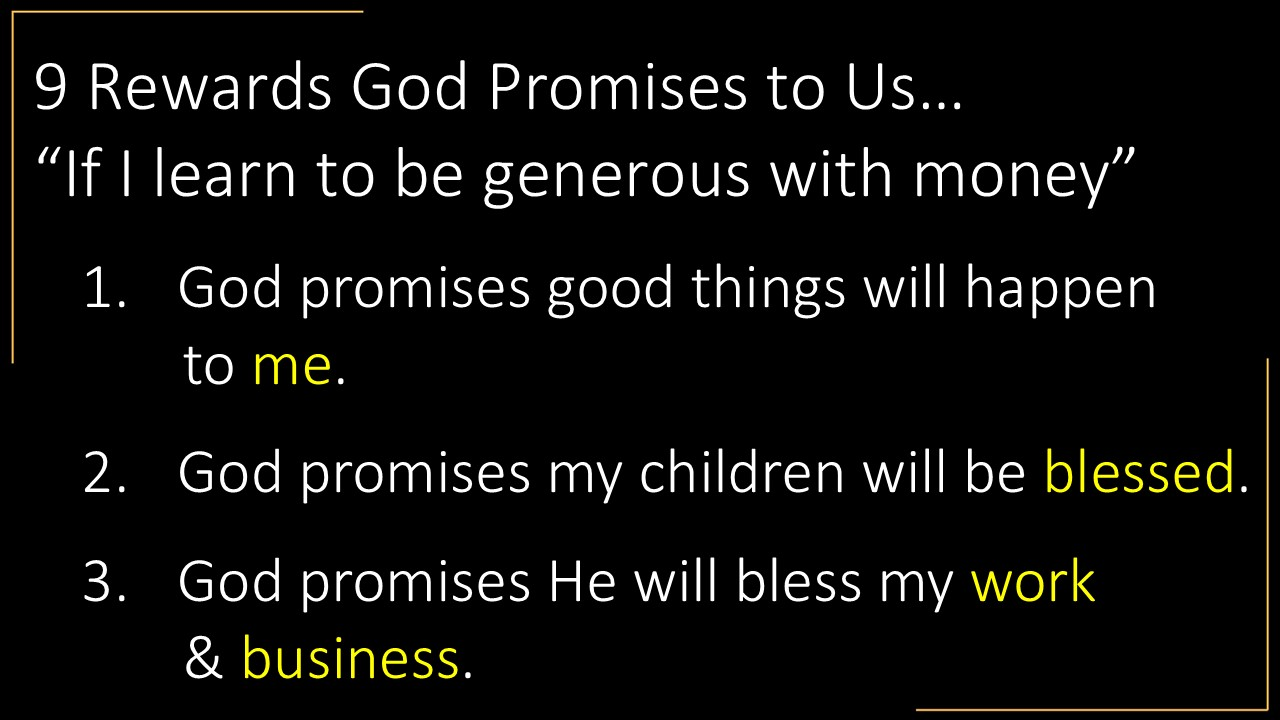 9 Rewards God Promises to Us…
“If I learn to be generous with money”
1. God promises good things will happen
to me.
2. God promises my children will be blessed.
3. God promises He will bless my work
& business.